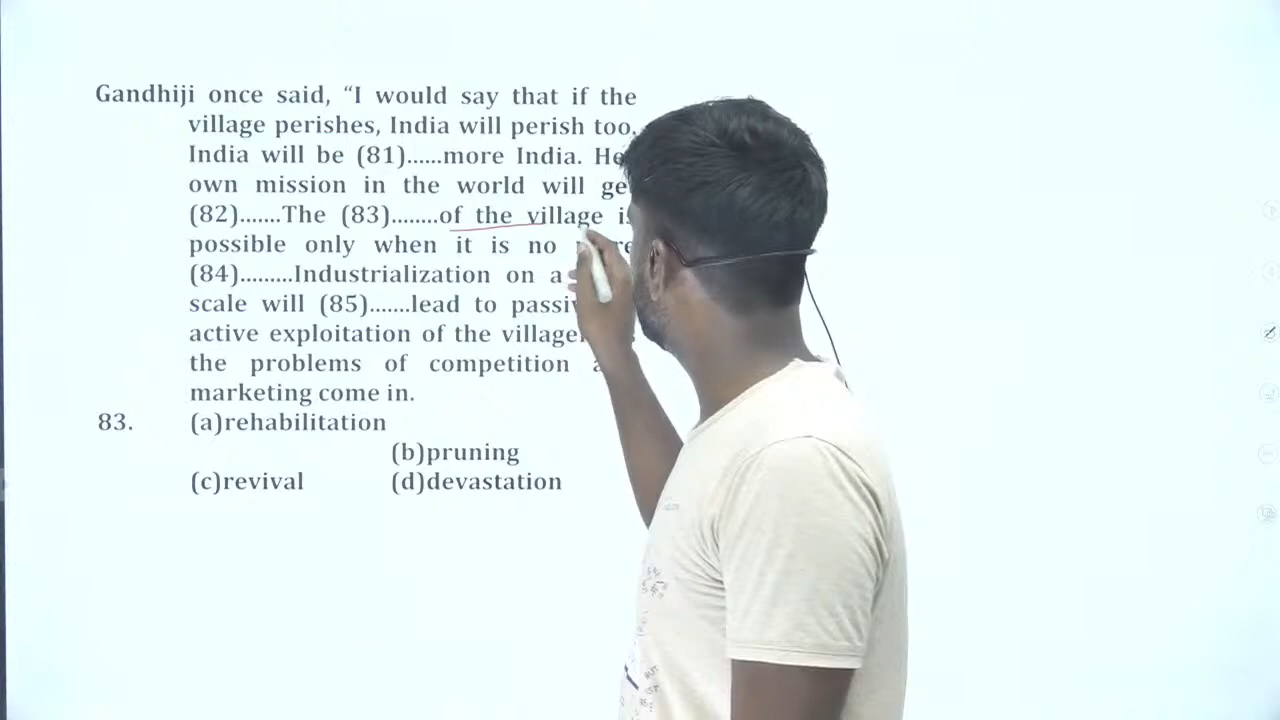 Gandhiji once said, “I would say that if the
village perishes, India will perish too.
India will be (81)......more India. He
own mission in the world will ge
(82).......The (83)........of the village is
possible only when it is no
(84).........Industrialization on a
scale will (85).......lead to
active exploitation of the
the problems of competition
marketing come in.
83. (a)rehabilitation
(b)pruning
(c)revival (d)devastation